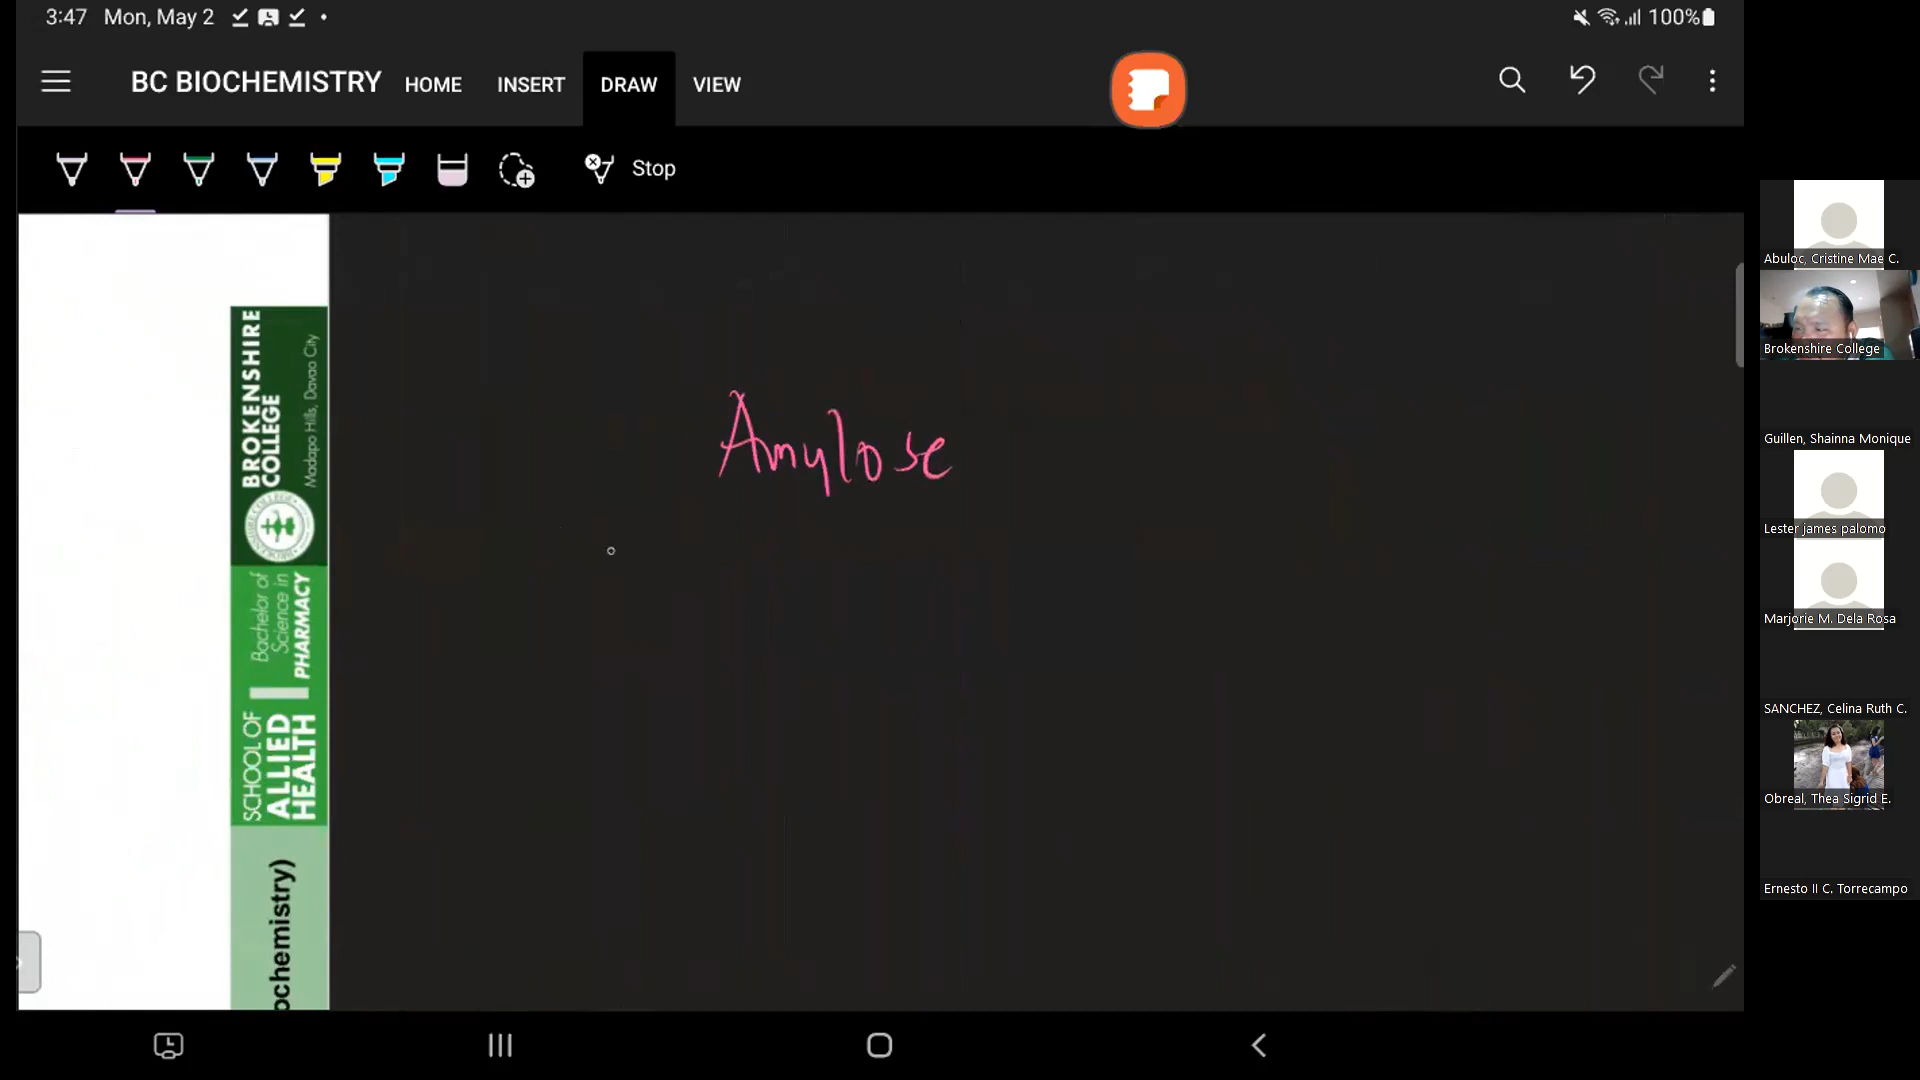 3:47 Mon, May 2 100%
BC BIOCHEMISTRY HOME INSERT DRAW VIEW
Stop
BROKENSHIRE
COLLEGE
Madapo Hills, Davao City
Bachelor of
Science in
PHARMACY
SCHOOL OF
ALLIED
HEALTH
ochemistry)
Amylose
Abuloc, Cristine Mae C.
Brokenshire College
Guillen, Shainna Monique
Lester james palomo
Marjorie M. Dela Rosa
SANCHEZ, Celina Ruth C.
Obreal, Thea Sigrid E.
Ernesto II C. Torrecampo